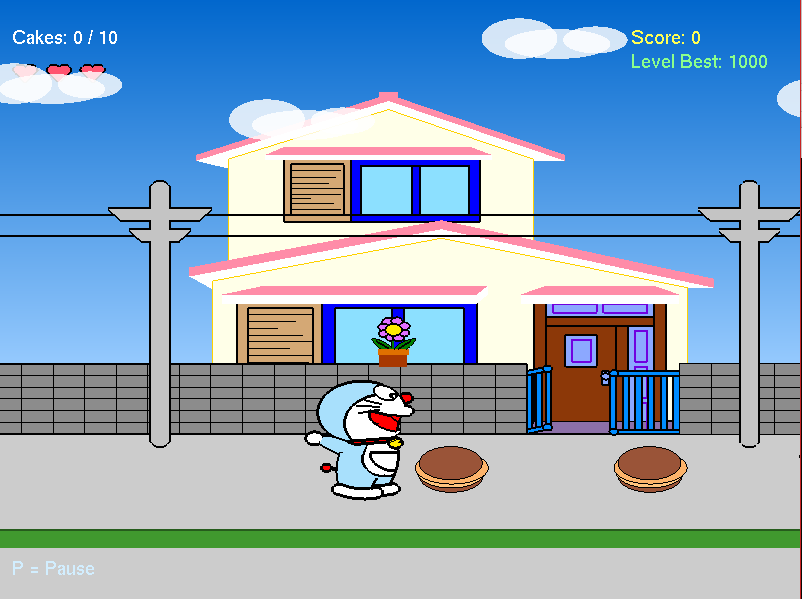 Cakes: 0 / 10
Score: 0
Level Best: 1000
P = Pause